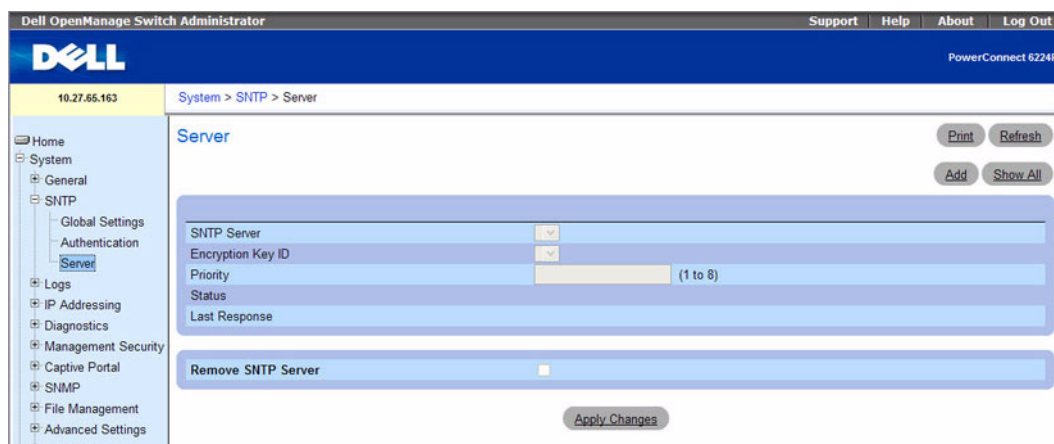 Dell OpenManage Switch Administrator
Support Help About Log Out
DELL
PowerConnect 6224
10.27.65.163
System > SNTP > Server
Home
System
General
SNTP
Global Settings
Authentication
Server
Logs
IP Addressing
Diagnostics
Management Security
Captive Portal
SNMP
File Management
Advanced Settings
Server
Print Refresh
Add Show All
SNTP Server
Encryption Key ID
Priority (1 to 8)
Status
Last Response
Remove SNTP Server
Apply Changes